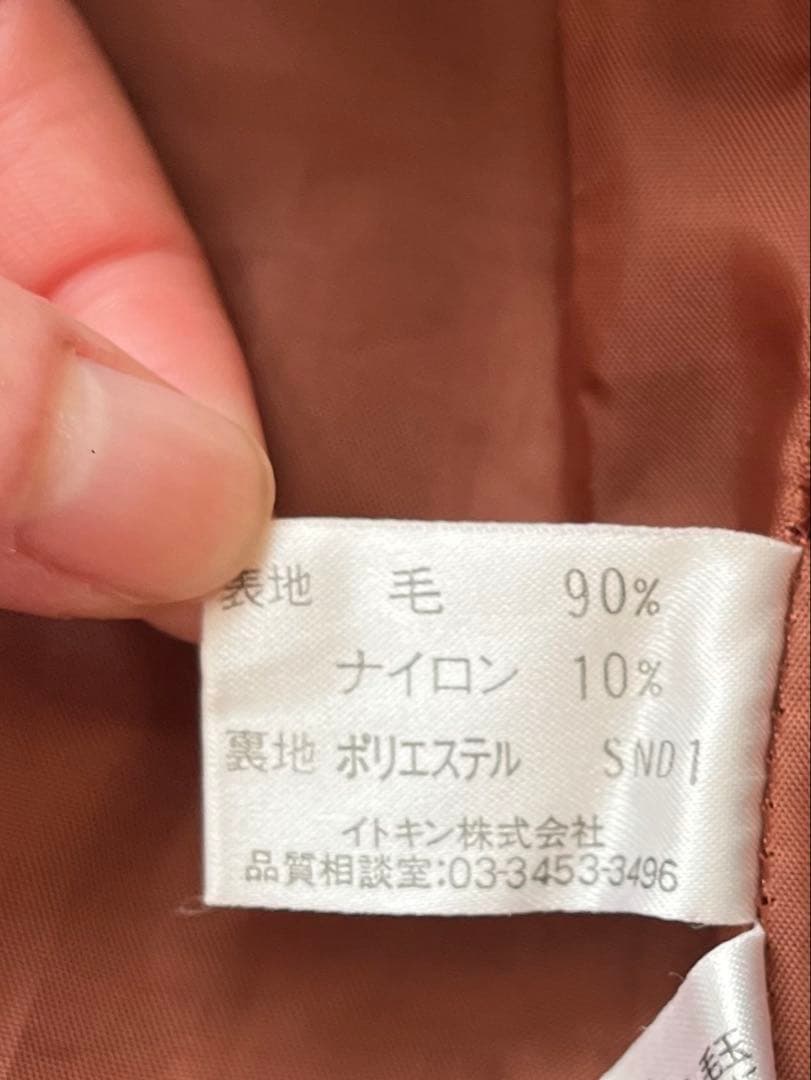 表地 毛 90%
ナイロン 10%
裏地 ポリエステル SND1
イトキン株式会社
品質相談室:03-3453-3496